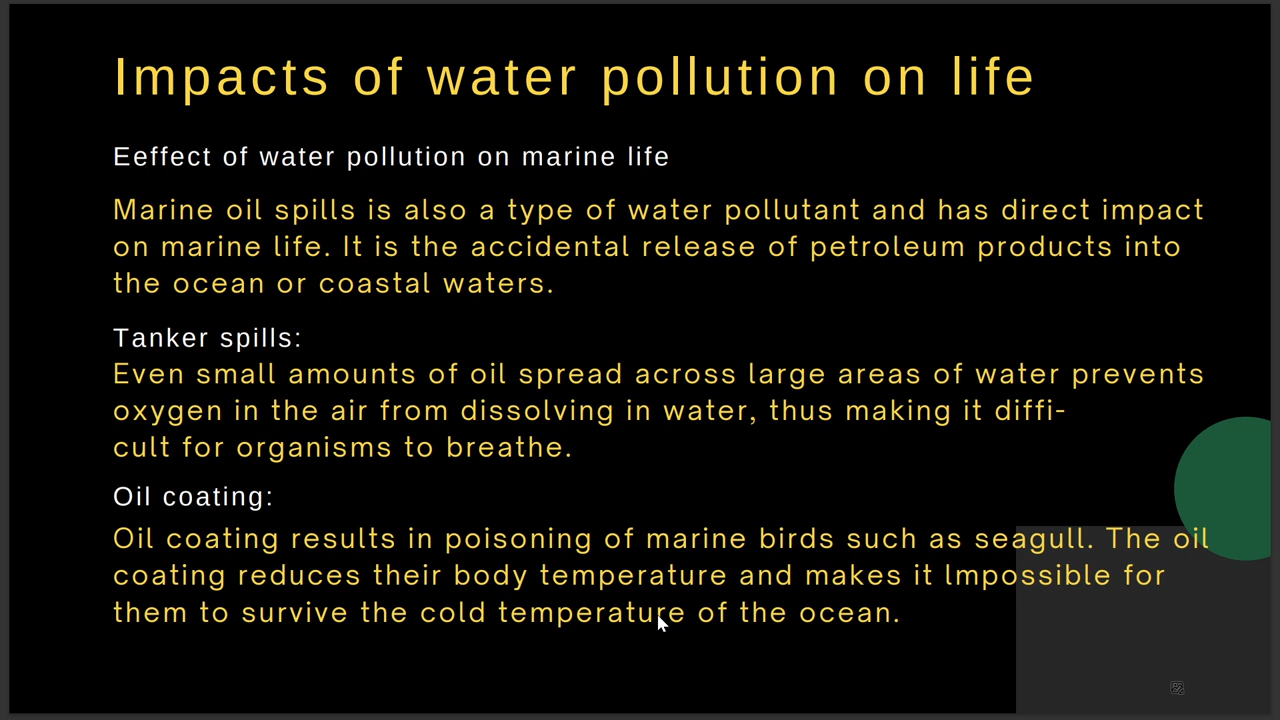 Impacts of water pollution on life
Eeffect of water pollution on marine life
Marine oil spills is also a type of water pollutant and has direct impact
on marine life. It is the accidental release of petroleum products into
the ocean or coastal waters.
Tanker spills:
Even small amounts of oil spread across large areas of water prevents
oxygen in the air from dissolving in water, thus making it diffi-
cult for organisms to breathe.
Oil coating:
Oil coating results in poisoning of marine birds such as seagull. The oil
coating reduces their body temperature and makes it lmpossible for
them to survive the cold temperature of the ocean.